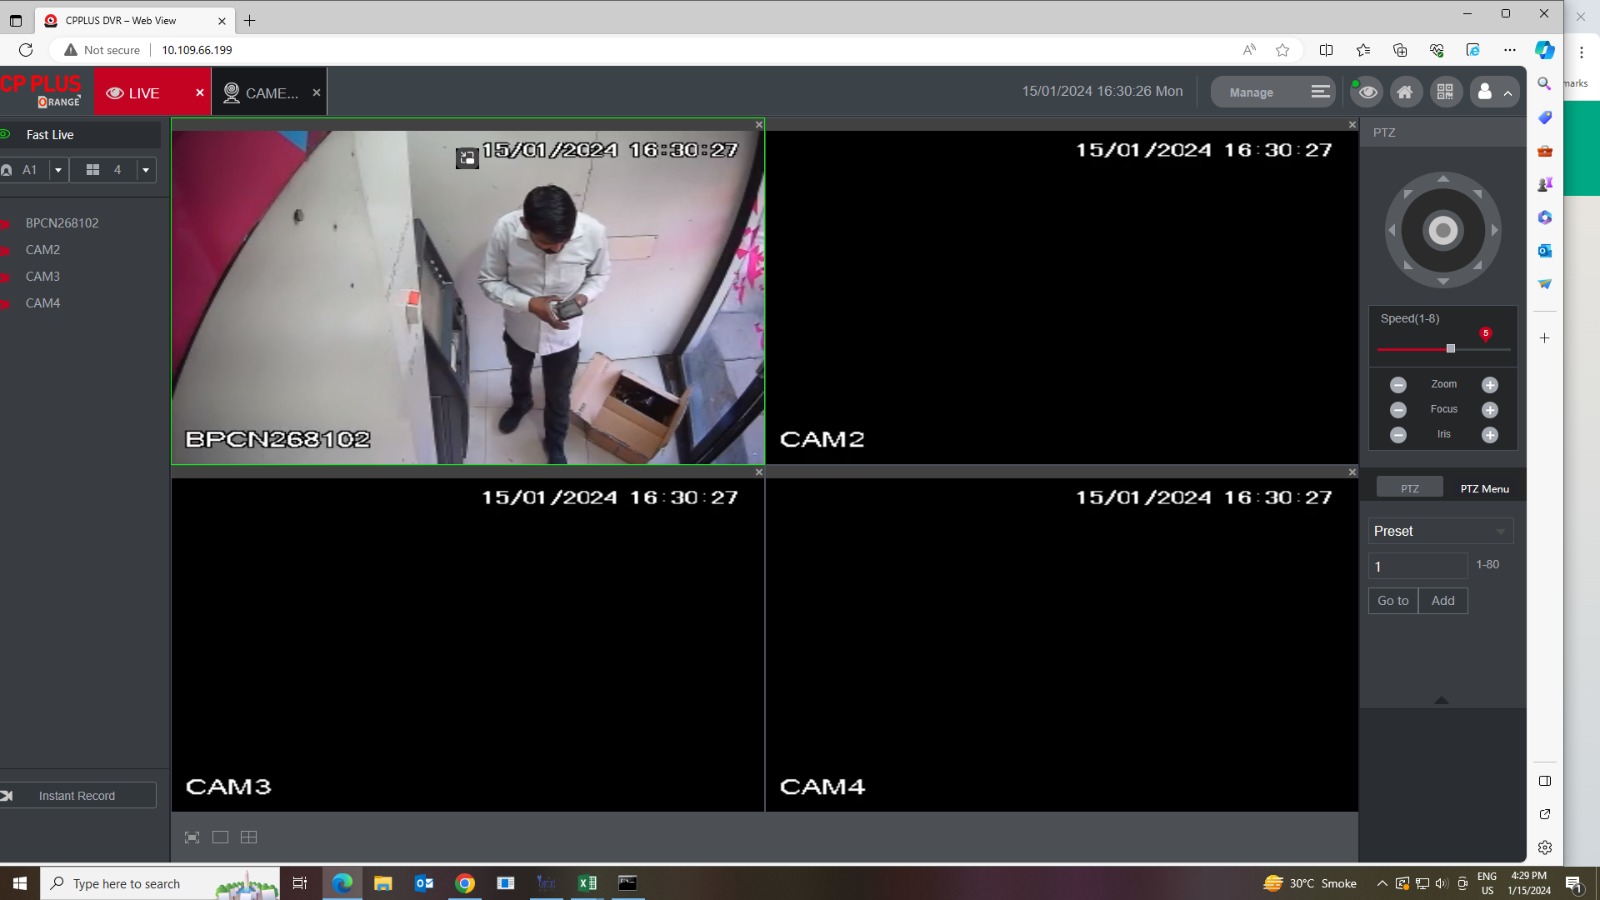 CPPLUS DVR – Web View
Not secure
10.109.66.199
CP PLUS
ORANGE
LIVE
CAME...
15/01/2024 16:30:26 Mon
Manage
Fast Live
A1
4
BPCN268102
CAM2
CAM3
CAM4
Instant Record
15/01/2024 16:30:27
BPCN268102
15/01/2024 16:30:27
CAM2
15/01/2024 16:30:27
CAM3
15/01/2024 16:30:27
CAM4
PTZ
Speed(1-8)
5
Zoom
Focus
Iris
PTZ
PTZ Menu
Preset
1
1-80
Go to
Add
marks
Type here to search
30°C Smoke
ENG
US
4:29 PM
1/15/2024
1